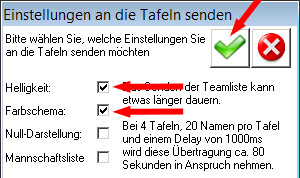 Einstellungen an die Tafeln senden
Bitte wählen Sie, welche Einstellungen Sie
an die Tafeln senden möchten
Helligkeit:
Senden der Teamliste kann
etwas länger dauern.
Farbschema:
Null-Darstellung:
Mannschaftsliste
Bei 4 Tafeln, 20 Namen pro Tafel
und einem Delay von 1000ms
wird diese Übertragung ca. 80
Sekunden in Anspruch nehmen.